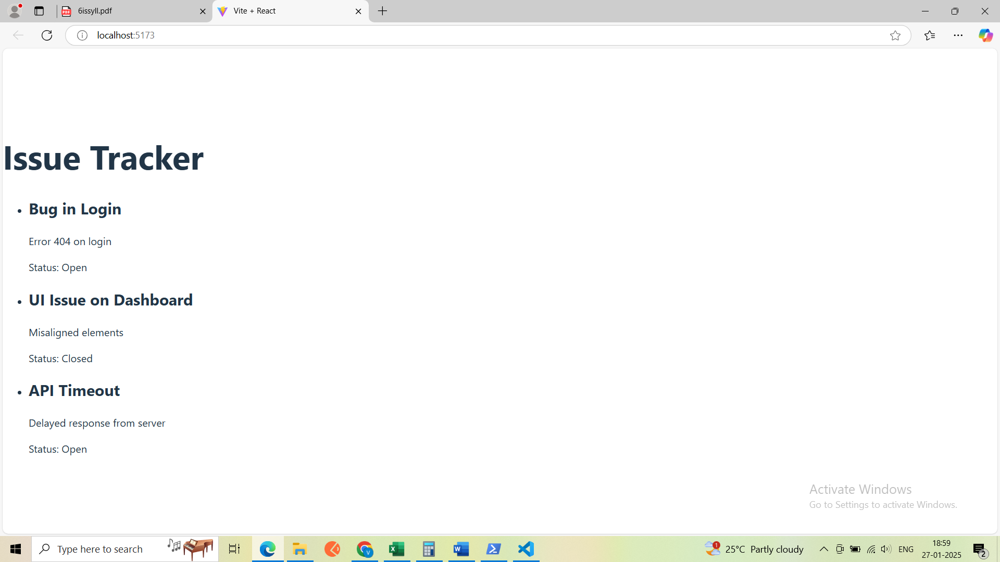 6issyll.pdf
Vite + React
localhost:5173
Issue Tracker
Bug in Login
Error 404 on login
Status: Open
UI Issue on Dashboard
Misaligned elements
Status: Closed
API Timeout
Delayed response from server
Status: Open
Activate Windows
Go to Settings to activate Windows.
Type here to search
1
25°C Partly cloudy
ENG
18:59
27-01-2025
2